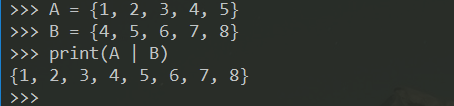 >>> A = {1, 2, 3, 4, 5}
>>> B = {4, 5, 6, 7, 8}
>>> print(A | B)
{1, 2, 3, 4, 5, 6, 7, 8}
>>>